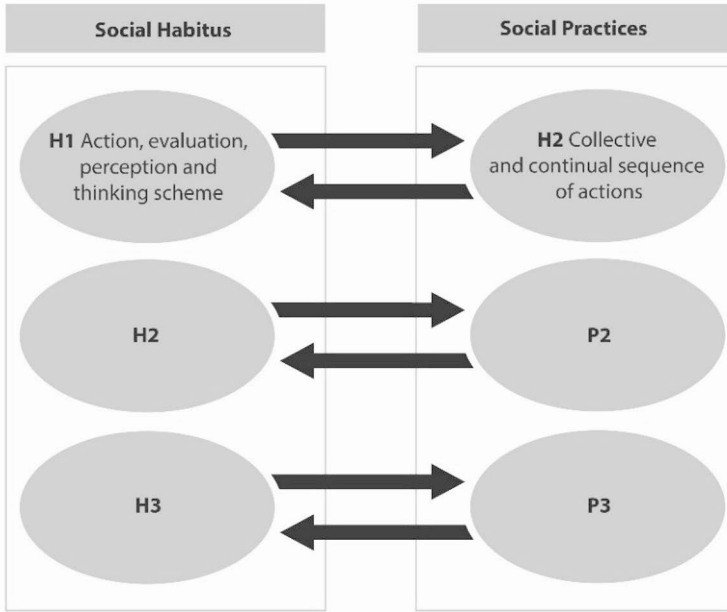 Social Habitus
Social Practices
H1 Action, evaluation,
perception and
thinking scheme
H2 Collective
and continual sequence
of actions
H2
P2
H3
P3